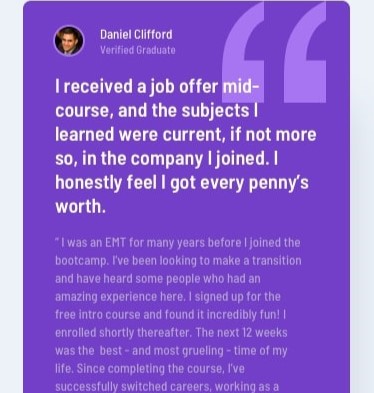 Daniel Clifford
Verified Graduate
I received a job offer mid-
course, and the subjects I
learned were current, if not more
so, in the company I joined. I
honestly feel I got every penny’s
worth.
“ I was an EMT for many years before I joined the
bootcamp. I’ve been looking to make a transition
and have heard some people who had an
amazing experience here. I signed up for the
free intro course and found it incredibly fun! I
enrolled shortly thereafter. The next 12 weeks
was the best - and most grueling - time of my
life. Since completing the course, I’ve
successfully switched careers, working as a